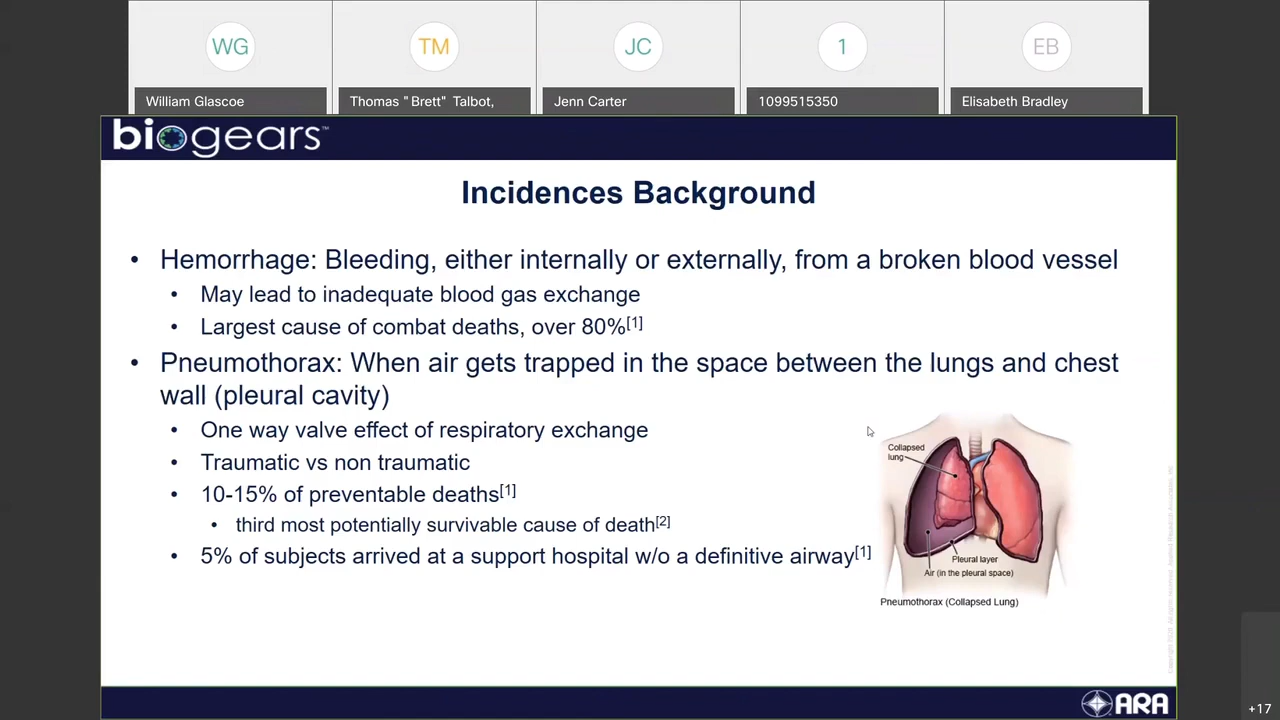 WG
TM
JC
1
EB
William Glascoe
Thomas "Brett" Talbot,
Jenn Carter
1099515350
Elisabeth Bradley
biogears™
Incidences Background
• Hemorrhage: Bleeding, either internally or externally, from a broken blood vessel
• May lead to inadequate blood gas exchange
• Largest cause of combat deaths, over 80%[1]
• Pneumothorax: When air gets trapped in the space between the lungs and chest
wall (pleural cavity)
• One way valve effect of respiratory exchange
• Traumatic vs non traumatic
• 10-15% of preventable deaths[1]
• third most potentially survivable cause of death[2]
• 5% of subjects arrived at a support hospital w/o a definitive airway[1]
Collapsed
lung
Pleural layer
Air (in the pleural space)
Pneumothorax (Collapsed Lung)
ARA
+17